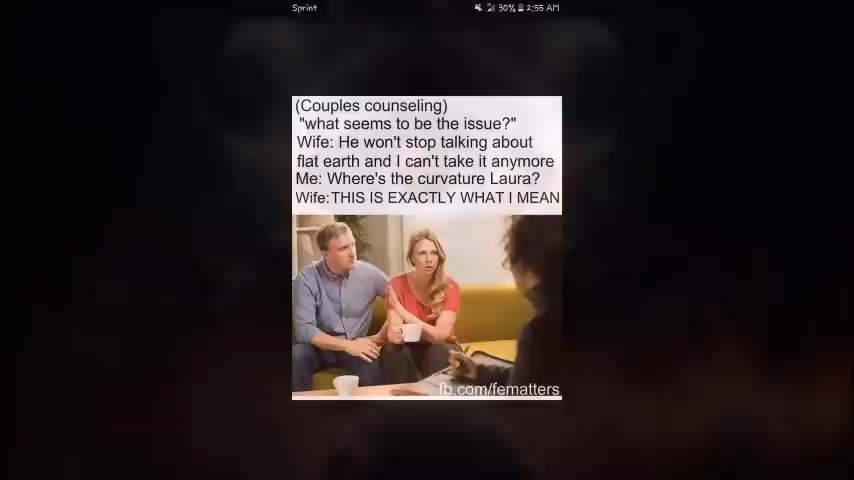 Sprint 30% 2:55 AM
(Couples counseling)
"what seems to be the issue?"
Wife: He won't stop talking about
flat earth and I can't take it anymore
Me: Where's the curvature Laura?
Wife:THIS IS EXACTLY WHAT I MEAN
fb.com/fematters